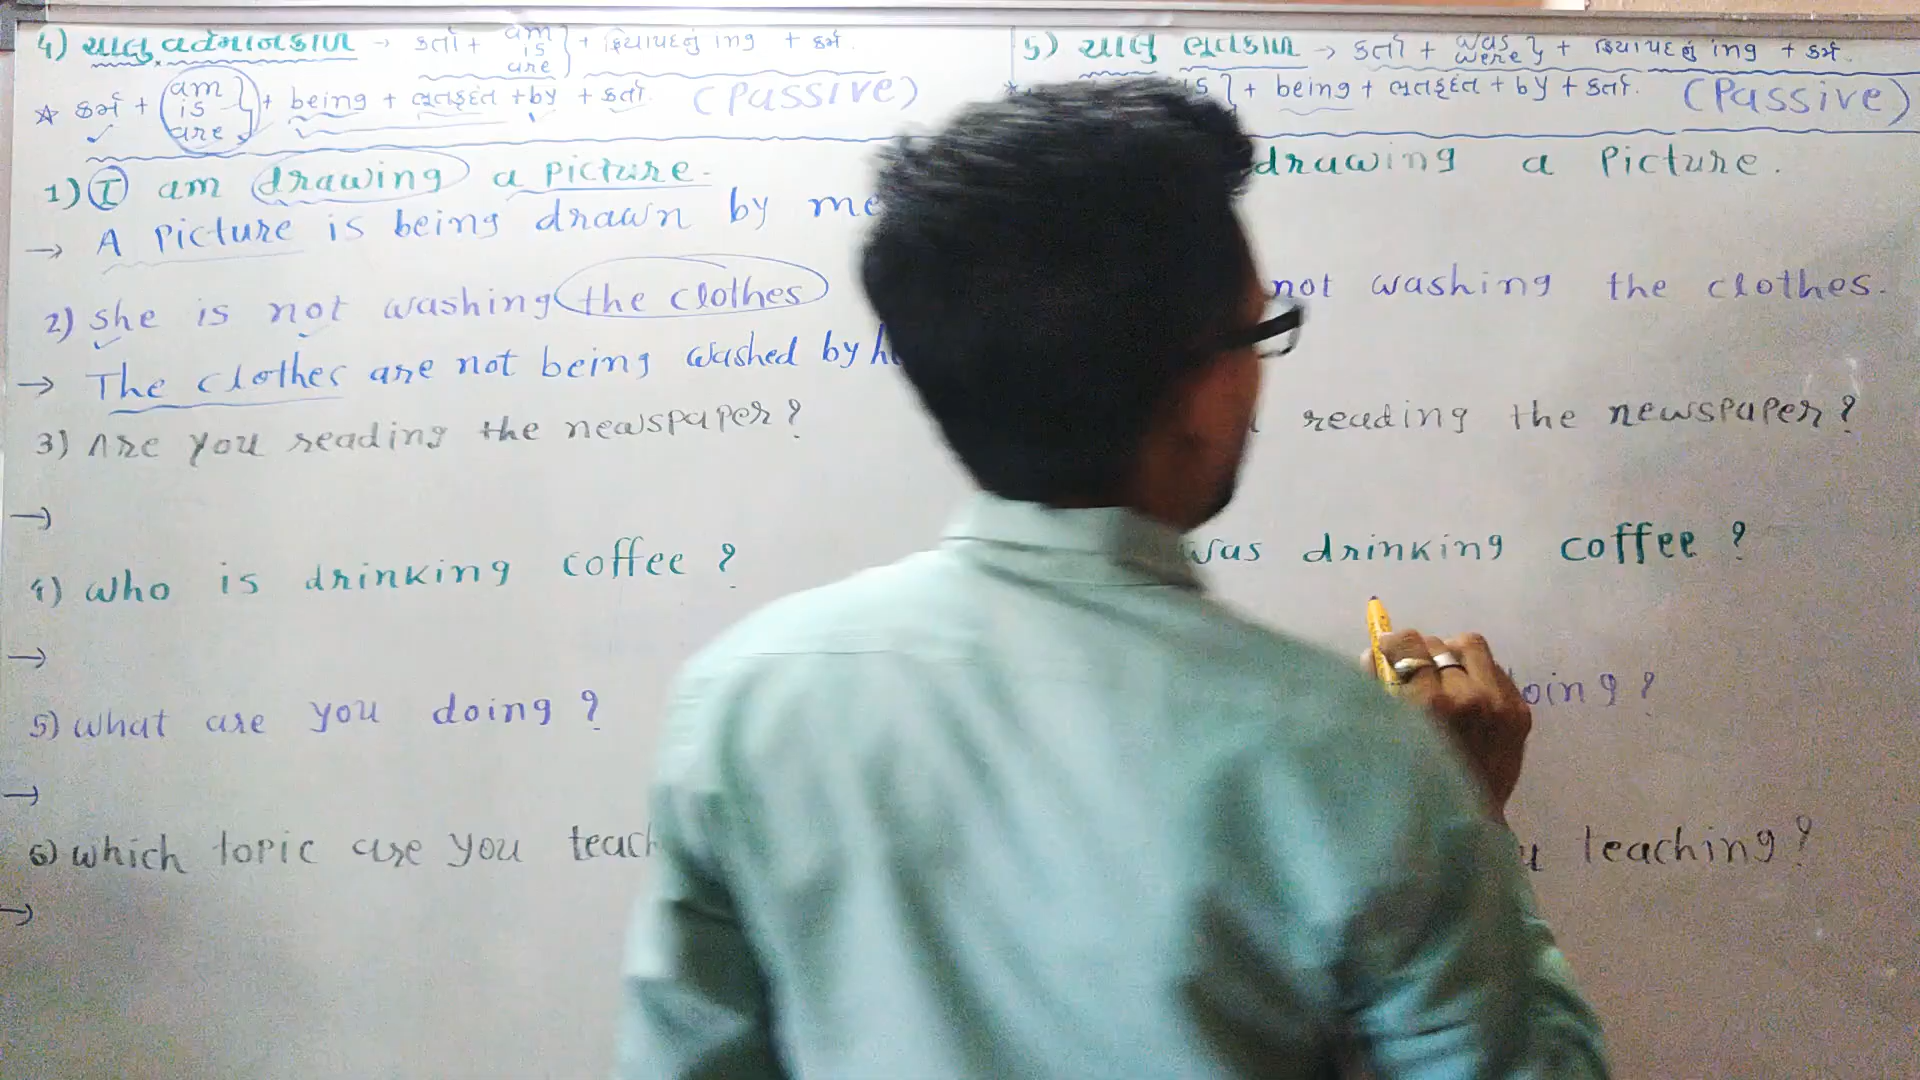 4) ચાલુ વર્તમાનકાળ → કર્તા + am is are } + ક્રિયાપદનું ing + કર્મ.
* કર્મ + ( am is are ) + being + ભૂતકૃદંત + by + કર્તા. (Passive)
1) I am drawing a picture.
→ A picture is being drawn by me
2) she is not washing the clothes
→ The clothes are not being washed by
3) Are you reading the newspaper?
→
4) who is drinking coffee ?
→
5) what are you doing ?
→
6) which topic are you
→
5) ચાલુ ભૂતકાળ → કર્તા + was were } + ક્રિયાપદનું ing + કર્મ.
} + being + ભૂતકૃદંત + by + કર્તા. (Passive)
drawing a picture.
not washing the clothes.
reading the newspaper?
was drinking coffee ?
teaching?